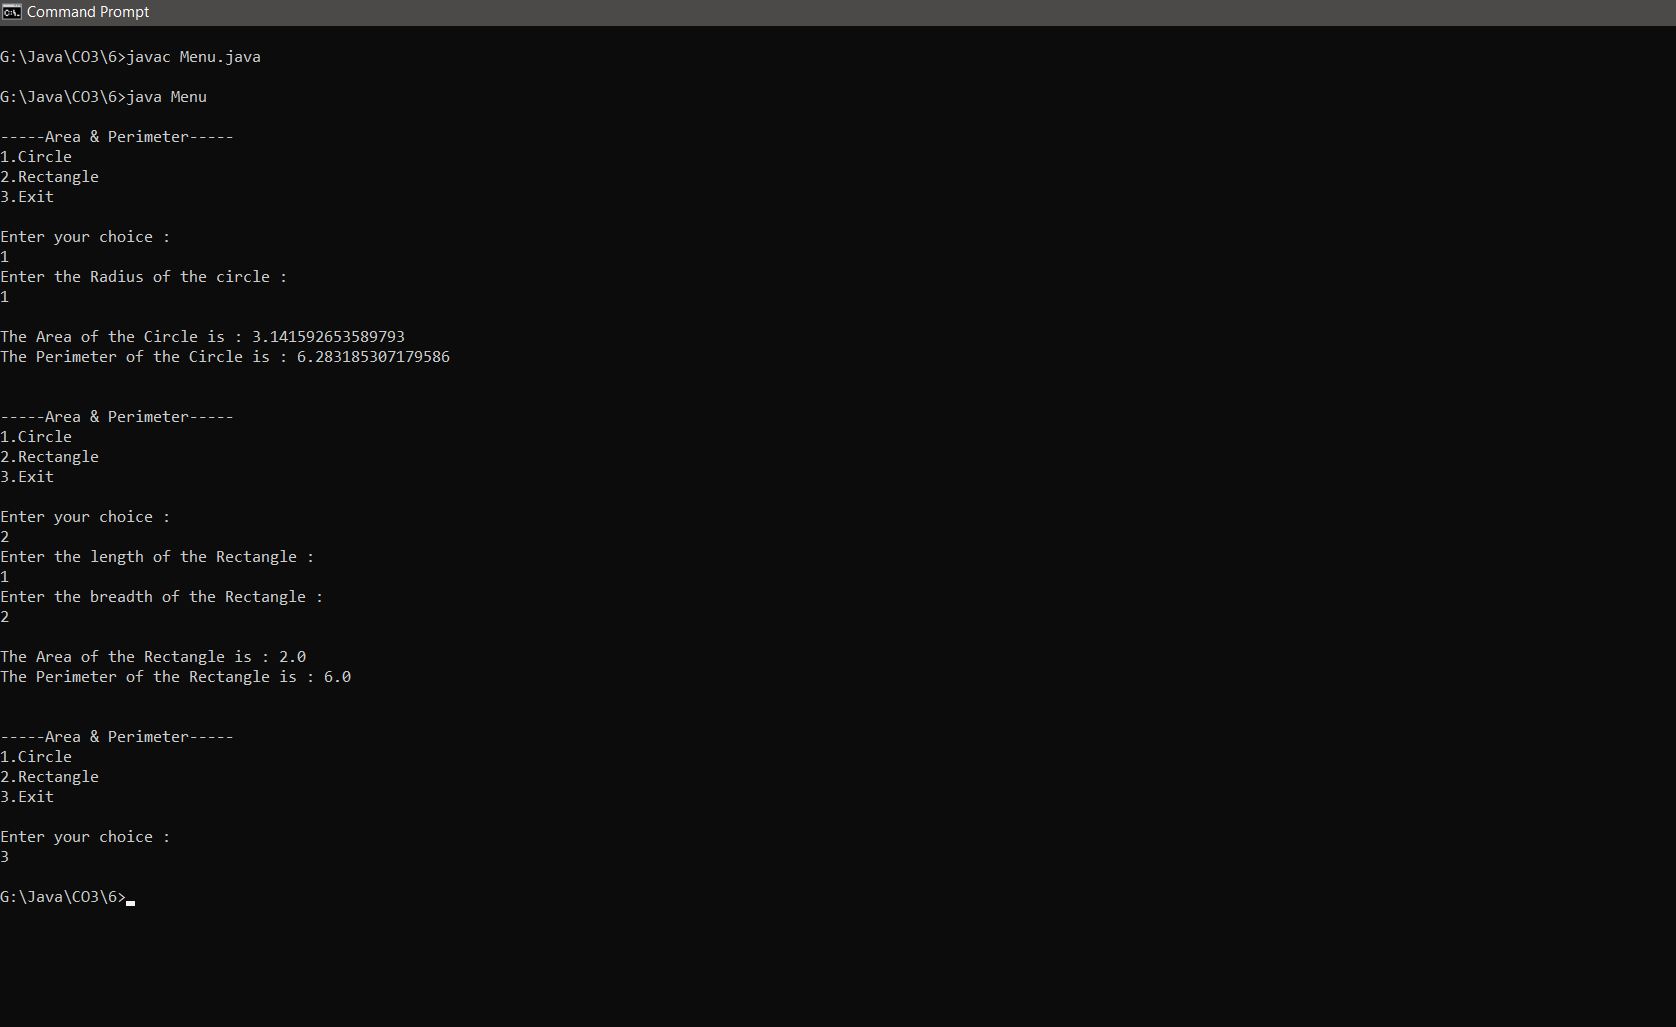 Command Prompt
G:\Java\CO3\6>javac Menu.java
G:\Java\CO3\6>java Menu
-----Area & Perimeter-----
1.Circle
2.Rectangle
3.Exit
Enter your choice :
1
Enter the Radius of the circle :
1
The Area of the Circle is : 3.141592653589793
The Perimeter of the Circle is : 6.283185307179586
-----Area & Perimeter-----
1.Circle
2.Rectangle
3.Exit
Enter your choice :
2
Enter the length of the Rectangle :
1
Enter the breadth of the Rectangle :
2
The Area of the Rectangle is : 2.0
The Perimeter of the Rectangle is : 6.0
-----Area & Perimeter-----
1.Circle
2.Rectangle
3.Exit
Enter your choice :
3
G:\Java\CO3\6>